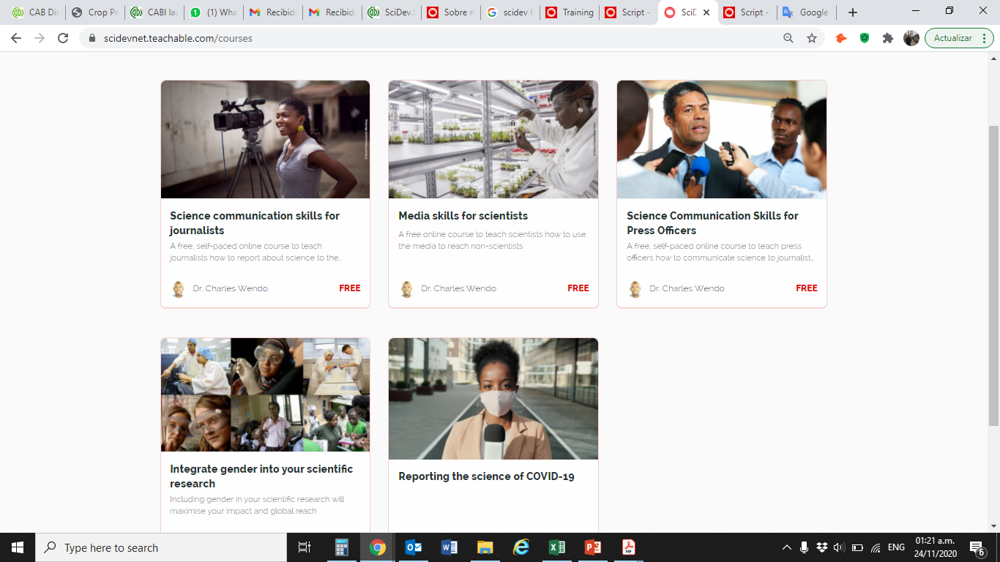 CAB Dir
Crop Pr
CABI lau
(1) Wha
Recibid
Recibid
SciDev.
Sobre n
scidev f
Training
Script -
SciD
Script -
Google
scidevnet.teachable.com/courses
Actualizar
Science communication skills for
journalists
A free, self-paced online course to teach
journalists how to report about science to the…
Dr. Charles Wendo
FREE
Media skills for scientists
A free online course to teach scientists how to use
the media to reach non-scientists
Dr. Charles Wendo
FREE
Science Communication Skills for
Press Officers
A free, self-paced online course to teach press
officers how to communicate science to journalist…
Dr. Charles Wendo
FREE
Integrate gender into your scientific
research
Including gender in your scientific research will
maximise your impact and global reach
Reporting the science of COVID-19
Type here to search
ENG
01:21 a.m.
24/11/2020
6